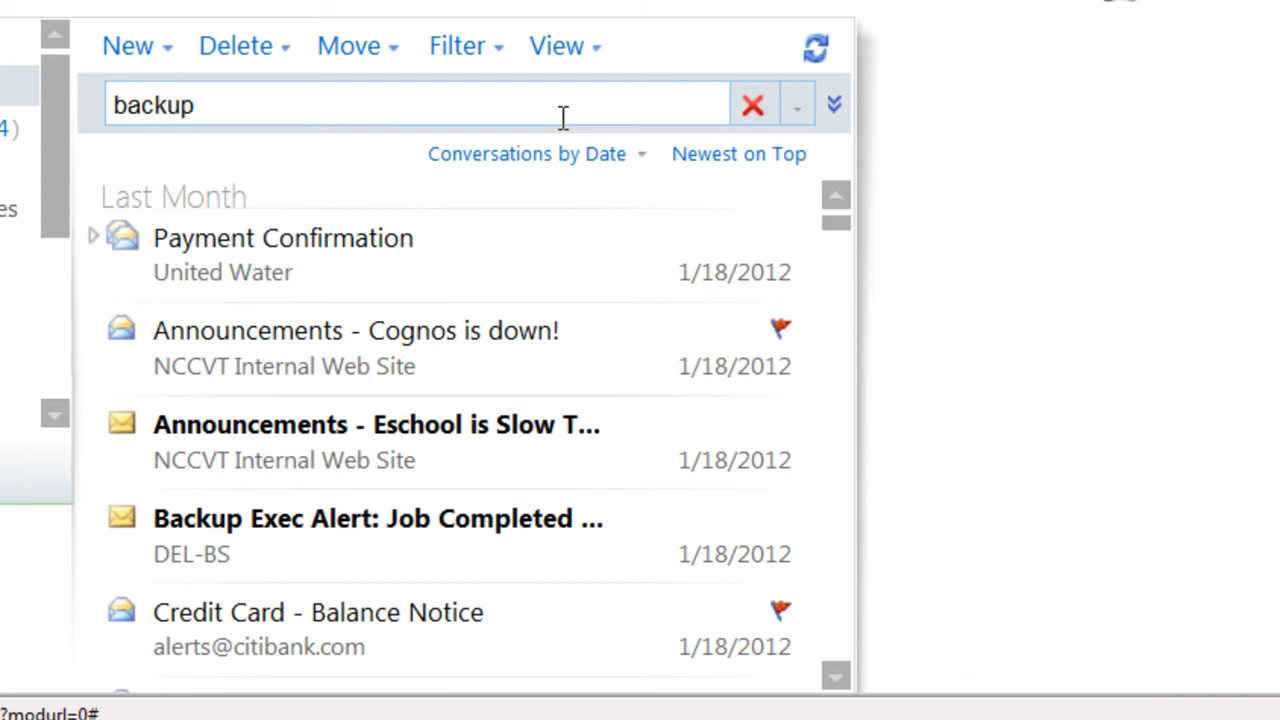 New Delete Move Filter View
backup
4)
Conversations by Date Newest on Top
Last Month
es
Payment Confirmation
United Water 1/18/2012
Announcements - Cognos is down!
NCCVT Internal Web Site 1/18/2012
Announcements - Eschool is Slow T...
NCCVT Internal Web Site 1/18/2012
Backup Exec Alert: Job Completed ...
DEL-BS 1/18/2012
Credit Card - Balance Notice
alerts@citibank.com 1/18/2012
?modurl=0#